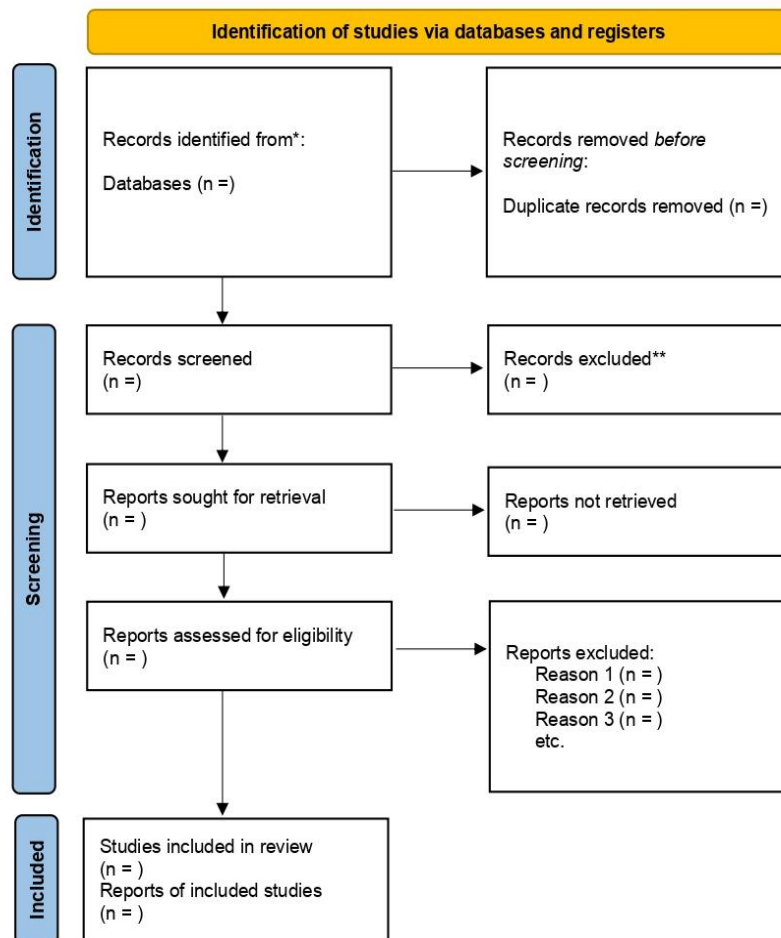 Identification of studies via databases and registers
Identification
Records identified from*:
Databases (n =)
Records removed before
screening:
Duplicate records removed (n =)
Screening
Records screened
(n =)
Records excluded**
(n = )
Reports sought for retrieval
(n = )
Reports not retrieved
(n = )
Reports assessed for eligibility
(n = )
Reports excluded:
Reason 1 (n = )
Reason 2 (n = )
Reason 3 (n = )
etc.
Included
Studies included in review
(n = )
Reports of included studies
(n = )